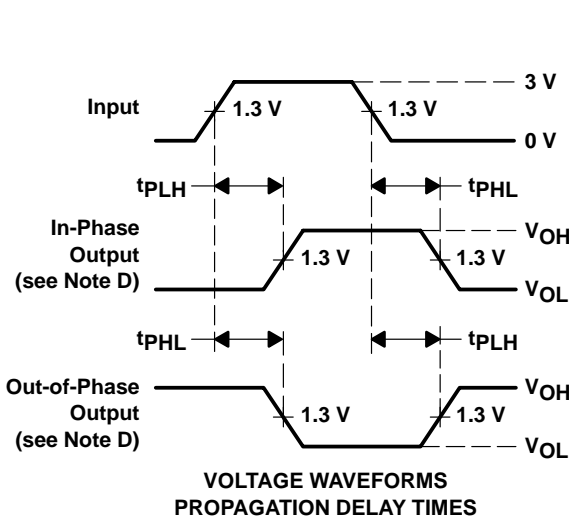 3 V
Input
1.3 V
1.3 V
0 V
tPLH
tPHL
In-Phase
Output
(see Note D)
VOH
1.3 V
1.3 V
VOL
tPHL
tPLH
Out-of-Phase
Output
(see Note D)
VOH
1.3 V
1.3 V
VOL
VOLTAGE WAVEFORMS
PROPAGATION DELAY TIMES